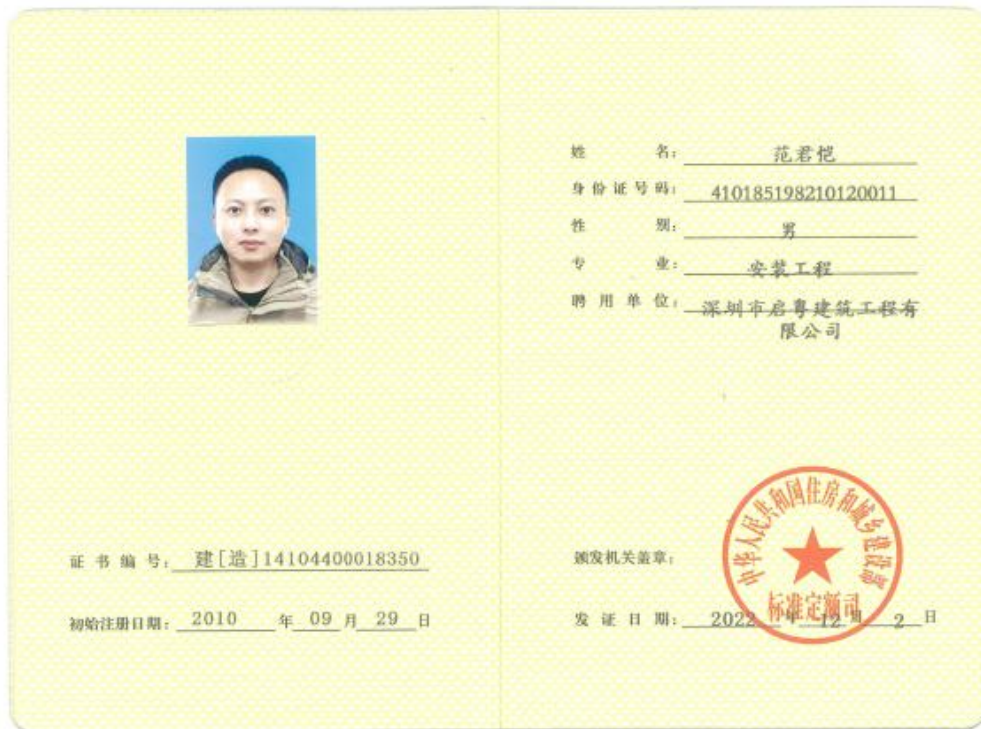 姓 名: 范君恺
身份证号码: 410185198210120011
性 别: 男
专 业: 安装工程
聘用单位: 深圳市启粤建筑工程有
限公司
证书编号: 建[造]14104400018350
初始注册日期: 2010 年 09 月 29 日
颁发机关盖章:
中华人民共和国住房和城乡建设部
标准定额司
发证日期: 2022 年 12 月 2 日